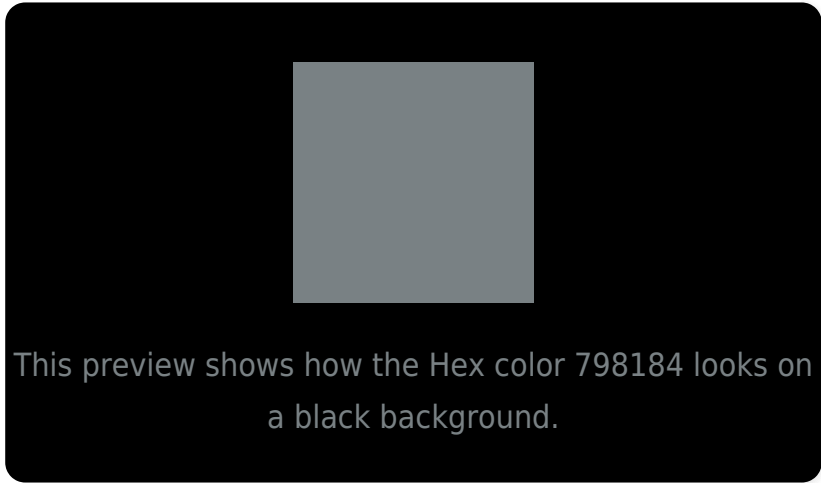 This preview shows how the Hex color 798184 looks on
a black background.